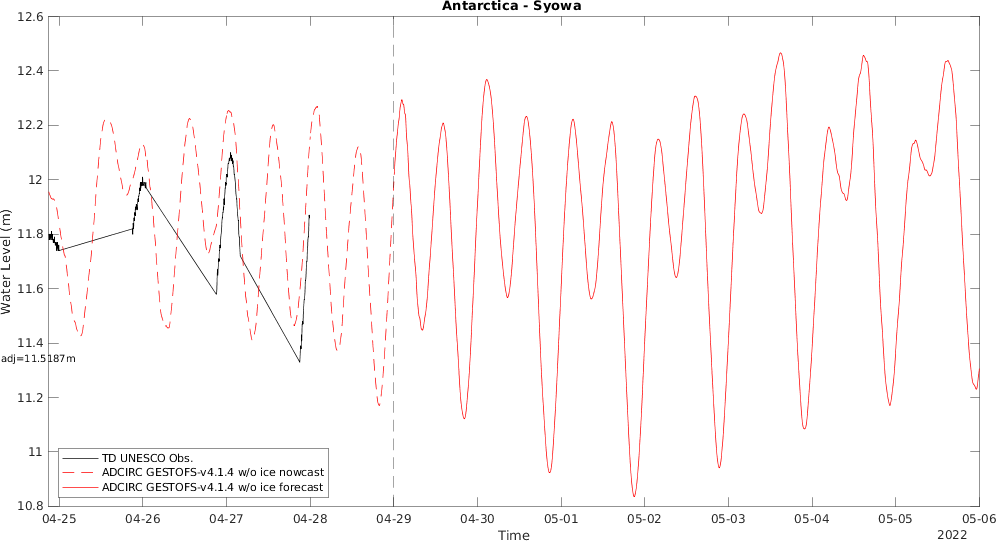 Antarctica - Syowa
12.6
12.4
12.2
12
11.8
11.6
11.4
11.2
11
10.8
Water Level (m)
adj=11.5187m
TD UNESCO Obs.
ADCIRC GESTOFS-v4.1.4 w/o ice nowcast
ADCIRC GESTOFS-v4.1.4 w/o ice forecast
04-25 04-26 04-27 04-28 04-29 04-30 05-01 05-02 05-03 05-04 05-05 05-06
Time
2022